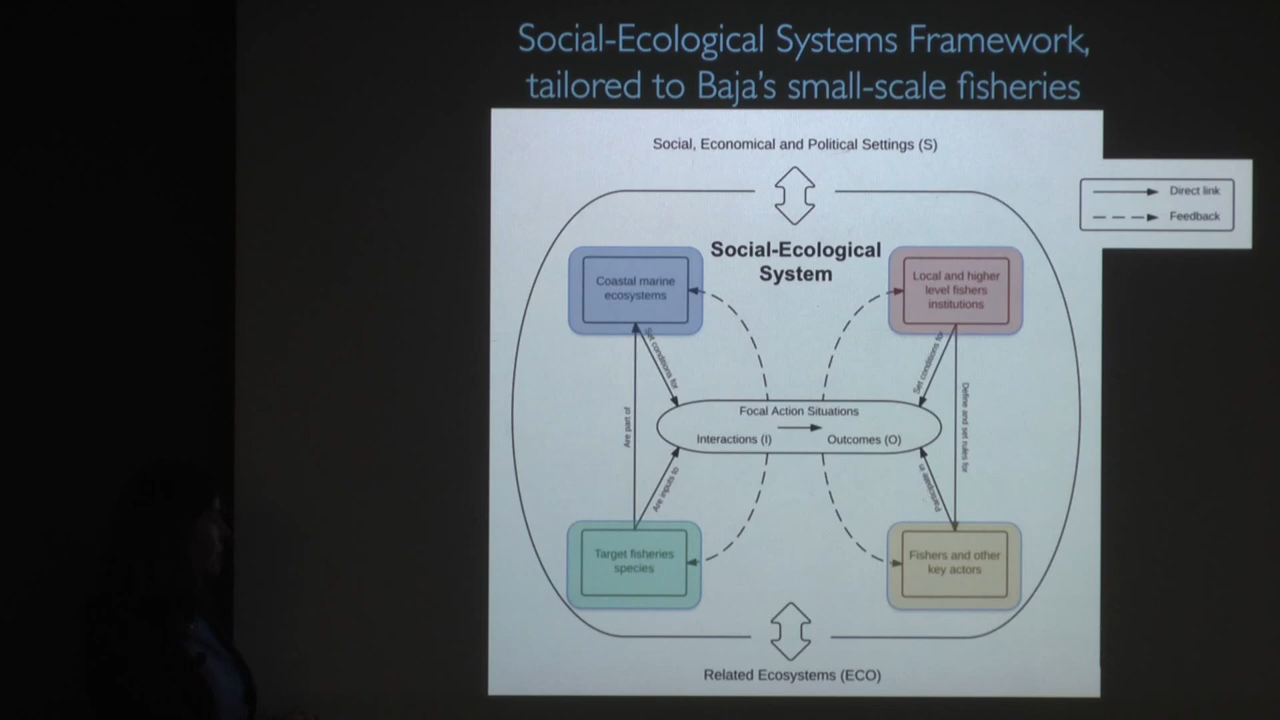 Social-Ecological Systems Framework,
tailored to Baja's small-scale fisheries
Social, Economical and Political Settings (S)
Direct link
Feedback
Social-Ecological
System
Coastal marine
ecosystems
Local and higher
level fishers
institutions
Set conditions for
Set conditions for
Are part of
Define and set rules for
Focal Action Situations
Interactions (I)
Outcomes (O)
Are inputs to
Participate in
Target fisheries
species
Fishers and other
key actors
Related Ecosystems (ECO)